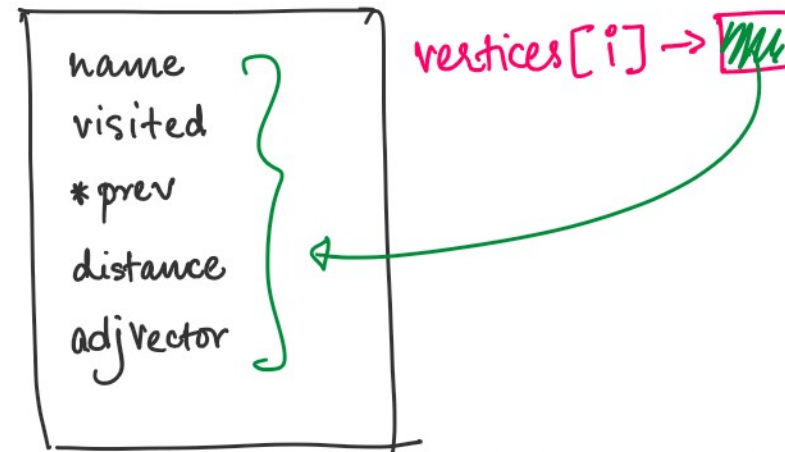 name
visited
*prev
distance
adjvector
vertices[i] →